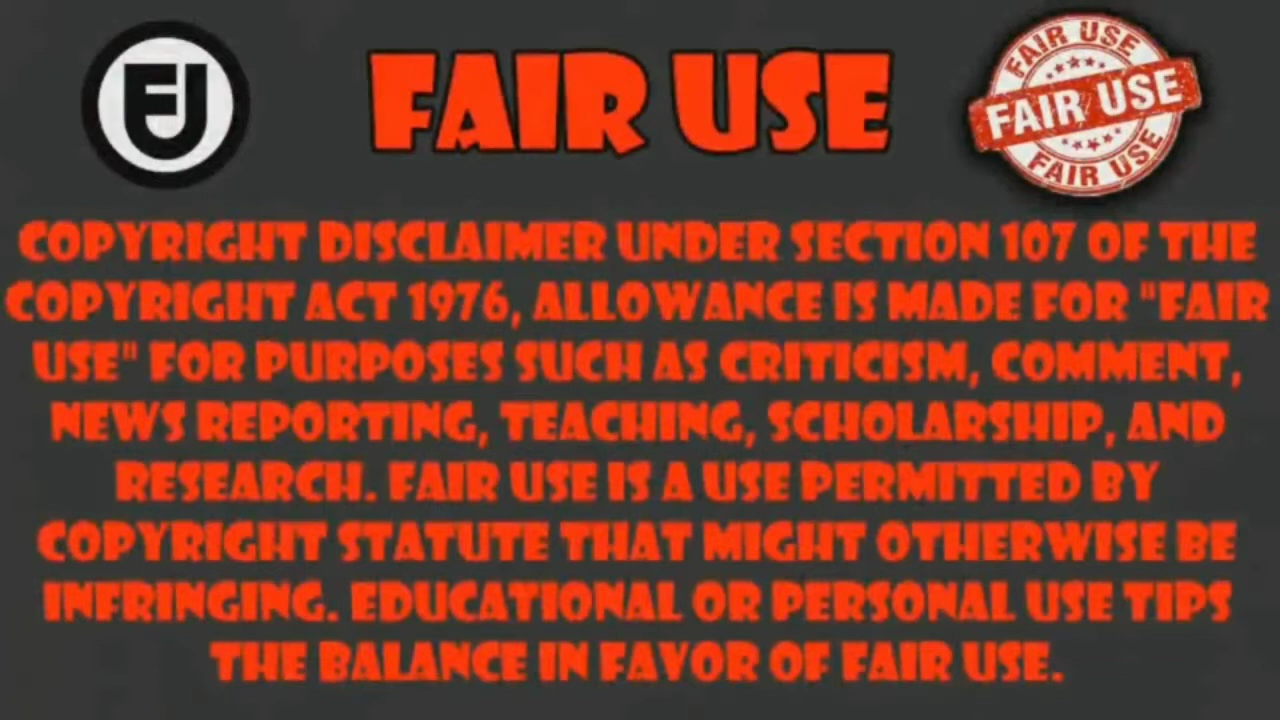 FU
FAIR USE
FAIR USE
FAIR USE
FAIR USE
COPYRIGHT DISCLAIMER UNDER SECTION 107 OF THE
COPYRIGHT ACT 1976, ALLOWANCE IS MADE FOR "FAIR
USE" FOR PURPOSES SUCH AS CRITICISM, COMMENT,
NEWS REPORTING, TEACHING, SCHOLARSHIP, AND
RESEARCH. FAIR USE IS A USE PERMITTED BY
COPYRIGHT STATUTE THAT MIGHT OTHERWISE BE
INFRINGING. EDUCATIONAL OR PERSONAL USE TIPS
THE BALANCE IN FAVOR OF FAIR USE.